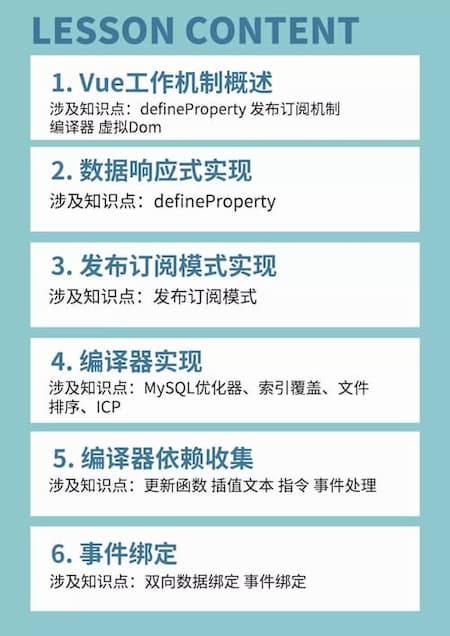 LESSON CONTENT
1. Vue工作机制概述
涉及知识点：defineProperty 发布订阅机制
编译器 虚拟Dom
2. 数据响应式实现
涉及知识点：defineProperty
3. 发布订阅模式实现
涉及知识点：发布订阅模式
4. 编译器实现
涉及知识点：MySQL优化器、索引覆盖、文件
排序、ICP
5. 编译器依赖收集
涉及知识点：更新函数 插值文本 指令 事件处理
6. 事件绑定
涉及知识点：双向数据绑定 事件绑定